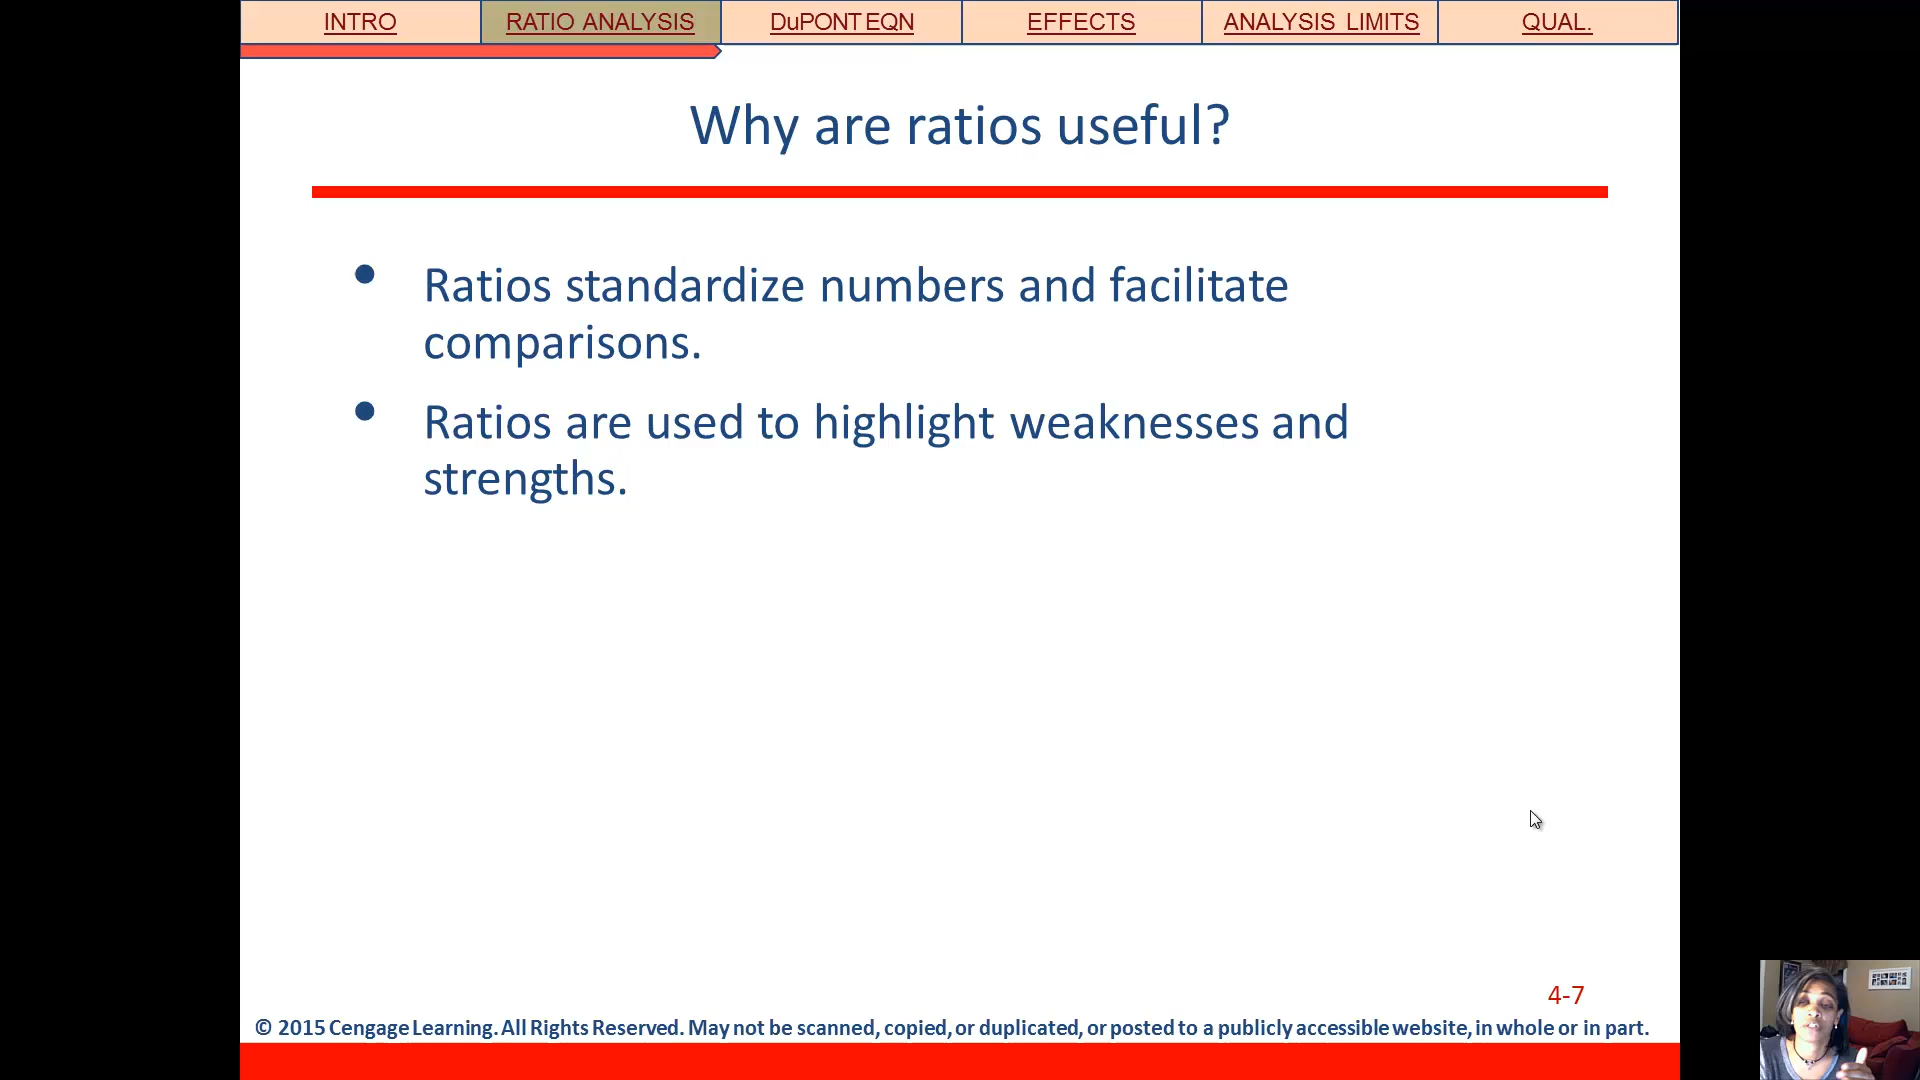 INTRO RATIO ANALYSIS DuPONT EQN EFFECTS ANALYSIS LIMITS QUAL.
Why are ratios useful?
• Ratios standardize numbers and facilitate
comparisons.
• Ratios are used to highlight weaknesses and
strengths.
4-7
© 2015 Cengage Learning. All Rights Reserved. May not be scanned, copied, or duplicated, or posted to a publicly accessible website, in whole or in part.